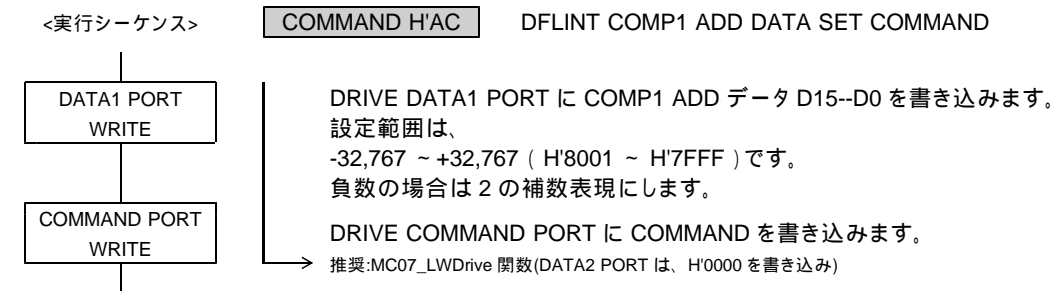 <実行シーケンス>
COMMAND H'AC
DFLINT COMP1 ADD DATA SET COMMAND
DATA1 PORT
WRITE
DRIVE DATA1 PORT に COMP1 ADD データ D15--D0 を書き込みます。
設定範囲は、
-32,767 ~ +32,767 ( H'8001 ~ H'7FFF ) です。
負数の場合は 2 の補数表現にします。
COMMAND PORT
WRITE
DRIVE COMMAND PORT に COMMAND を書き込みます。
推奨:MC07_LWDrive 関数(DATA2 PORT は、H'0000 を書き込み)